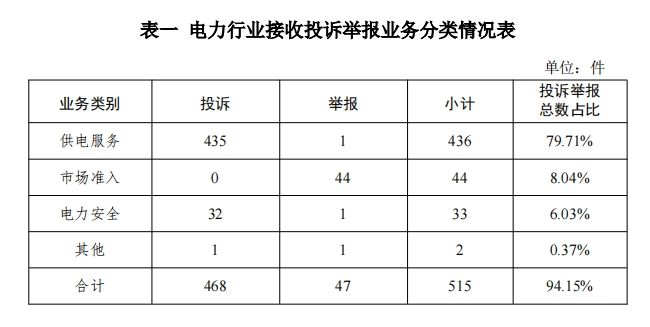 表一 电力行业接收投诉举报业务分类情况表
单位：件
业务类别 投诉 举报 小计 投诉举报
总数占比
供电服务 435 1 436 79.71%
市场准入 0 44 44 8.04%
电力安全 32 1 33 6.03%
其他 1 1 2 0.37%
合计 468 47 515 94.15%